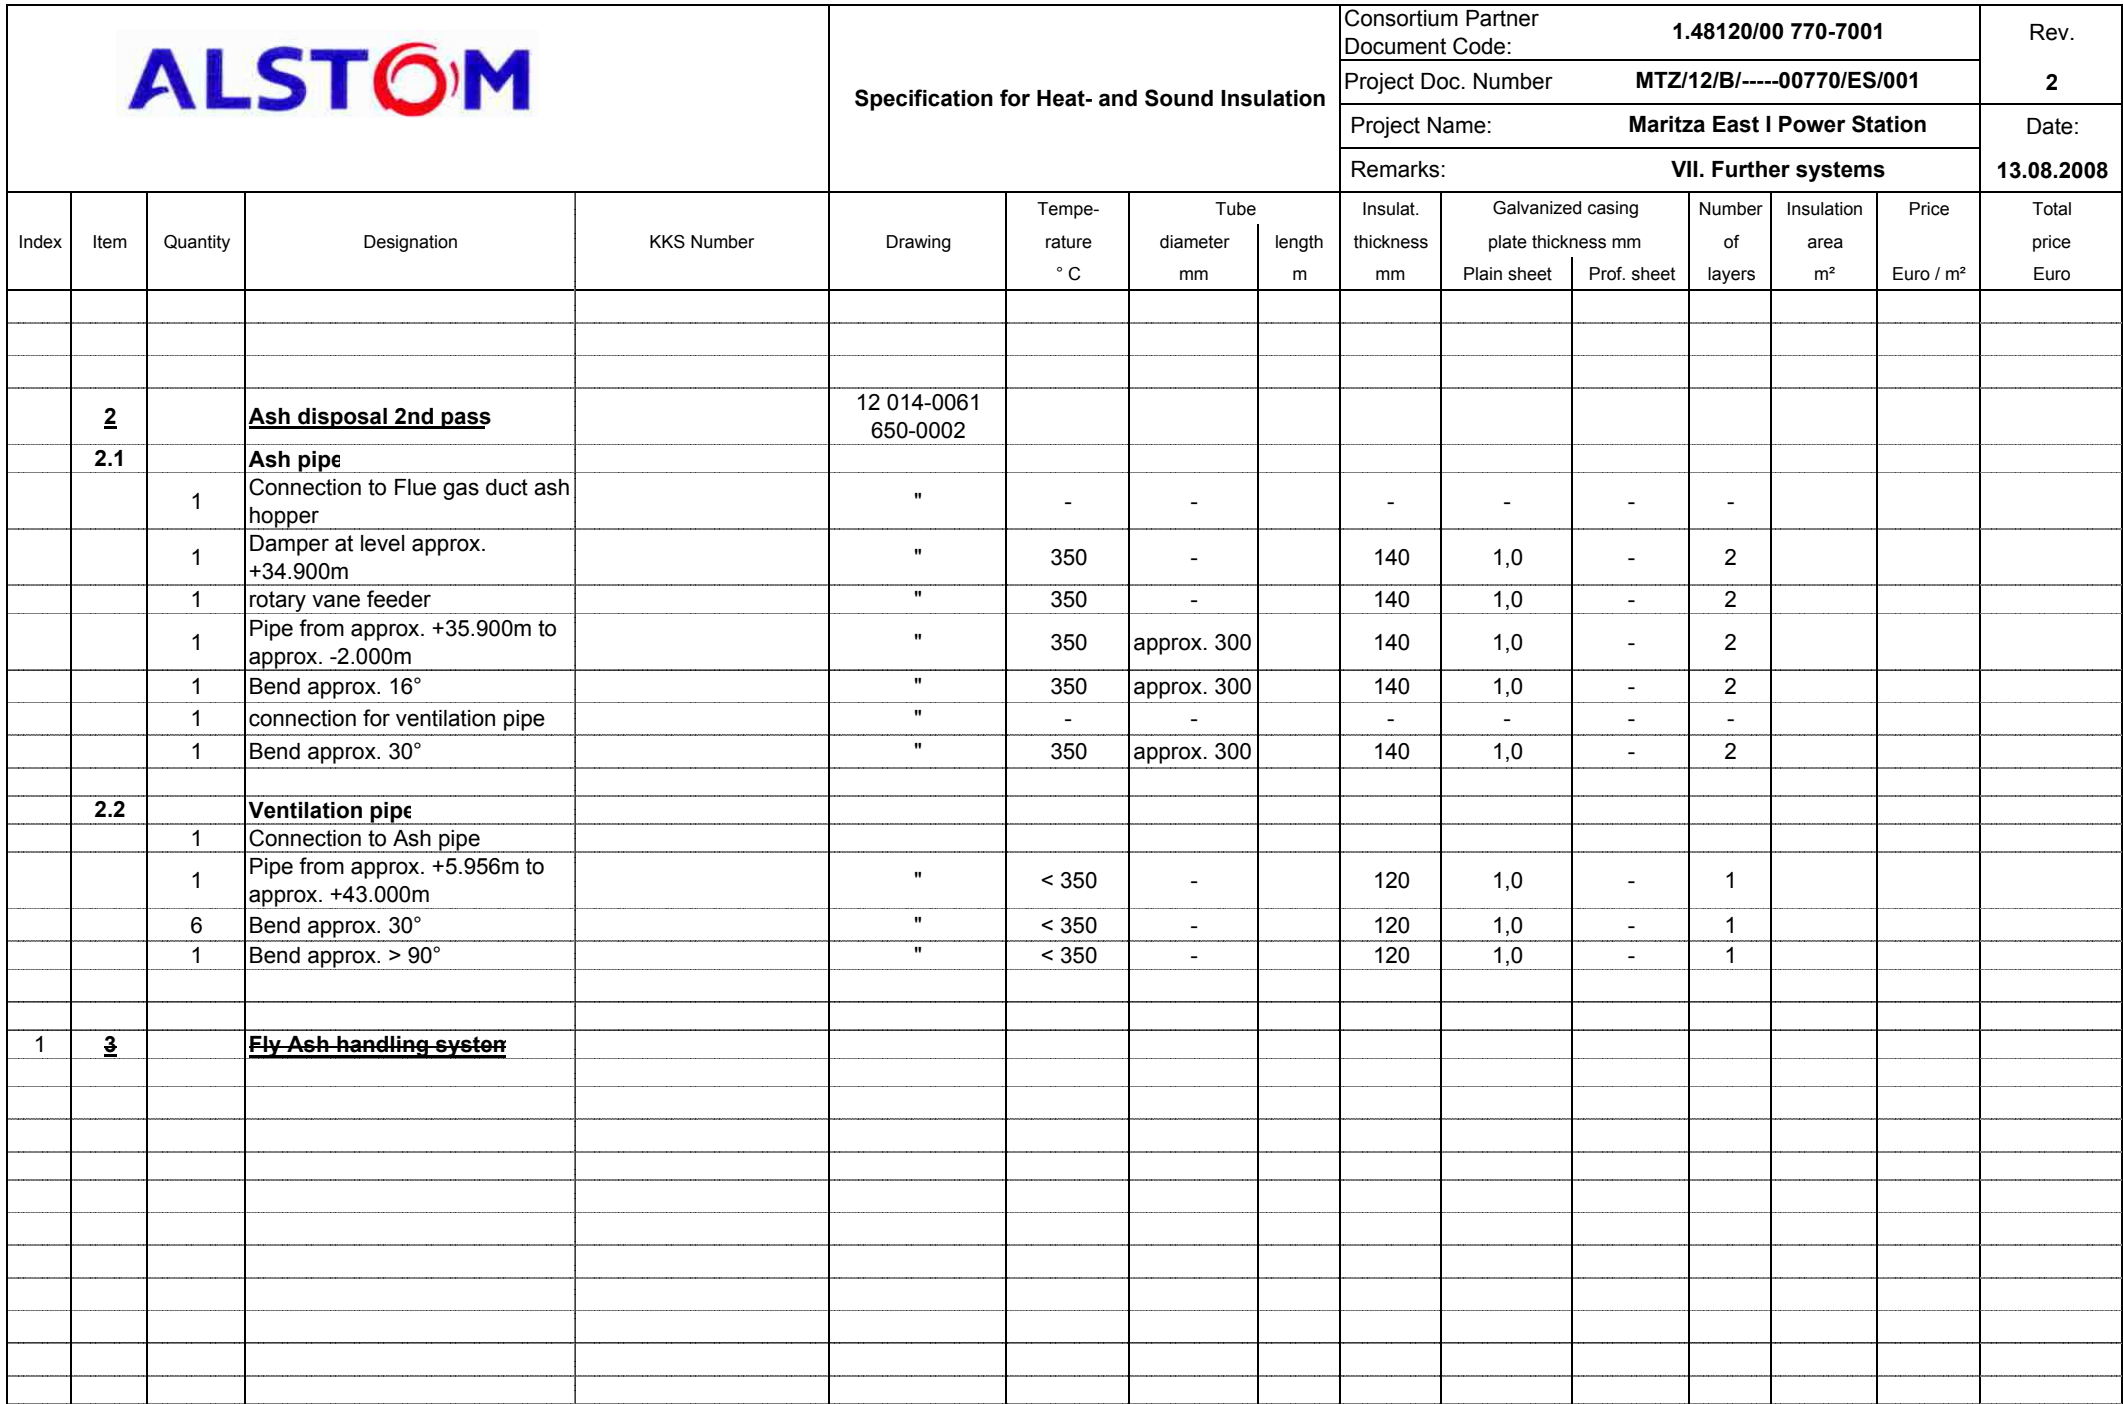 ALSTOM
Specification for Heat- and Sound Insulation
Consortium Partner
Document Code:
1.48120/00 770-7001
Rev.
Project Doc. Number
MTZ/12/B/-----00770/ES/001
2
Project Name:
Maritza East I Power Station
Date:
Remarks:
VII. Further systems
13.08.2008
Tempe- Tube Insulat. Galvanized casing Number Insulation Price Total
Index Item Quantity Designation KKS Number Drawing rature diameter length thickness plate thickness mm of area price
° C mm m mm Plain sheet Prof. sheet layers m² Euro / m² Euro
2 Ash disposal 2nd pass 12 014-0061
650-0002
2.1 Ash pipe
1 Connection to Flue gas duct ash
hopper " - - - - - -
1 Damper at level approx.
+34.900m " 350 - 140 1,0 - 2
1 rotary vane feeder " 350 - 140 1,0 - 2
1 Pipe from approx. +35.900m to
approx. -2.000m " 350 approx. 300 140 1,0 - 2
1 Bend approx. 16° " 350 approx. 300 140 1,0 - 2
1 connection for ventilation pipe " - - - - - -
1 Bend approx. 30° " 350 approx. 300 140 1,0 - 2
2.2 Ventilation pipe
1 Connection to Ash pipe
1 Pipe from approx. +5.956m to
approx. +43.000m " < 350 - 120 1,0 - 1
6 Bend approx. 30° " < 350 - 120 1,0 - 1
1 Bend approx. > 90° " < 350 - 120 1,0 - 1
1 3 Fly Ash handling system